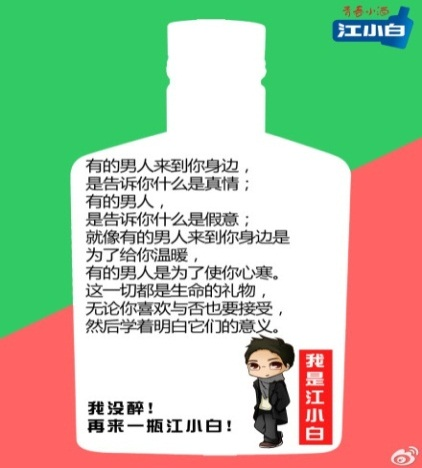 青春小酒
江小白
有的男人来到你身边，
是告诉你什么是真情；
有的男人，
是告诉你什么是假意；
就像有的男人来到你身边是
为了给你温暖，
有的男人是为了使你心寒。
这一切都是生命的礼物，
无论你喜欢与否也要接受，
然后学着明白它们的意义。
我是江小白
我没醉！
再来一瓶江小白！